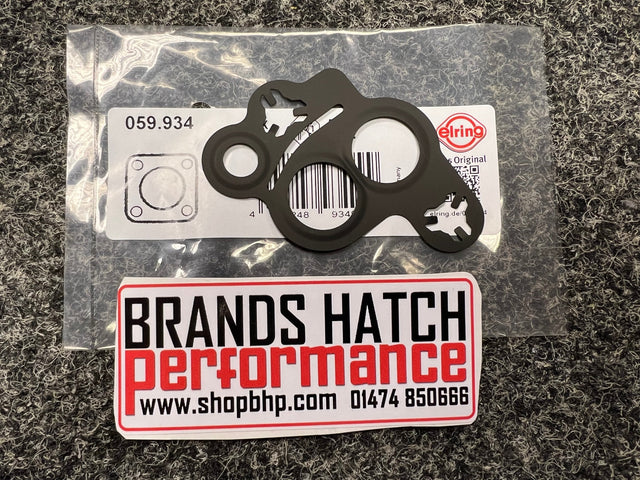 059.934
elring
Original
BRANDS HATCH
performance
www.shopbhp.com 01474 850666